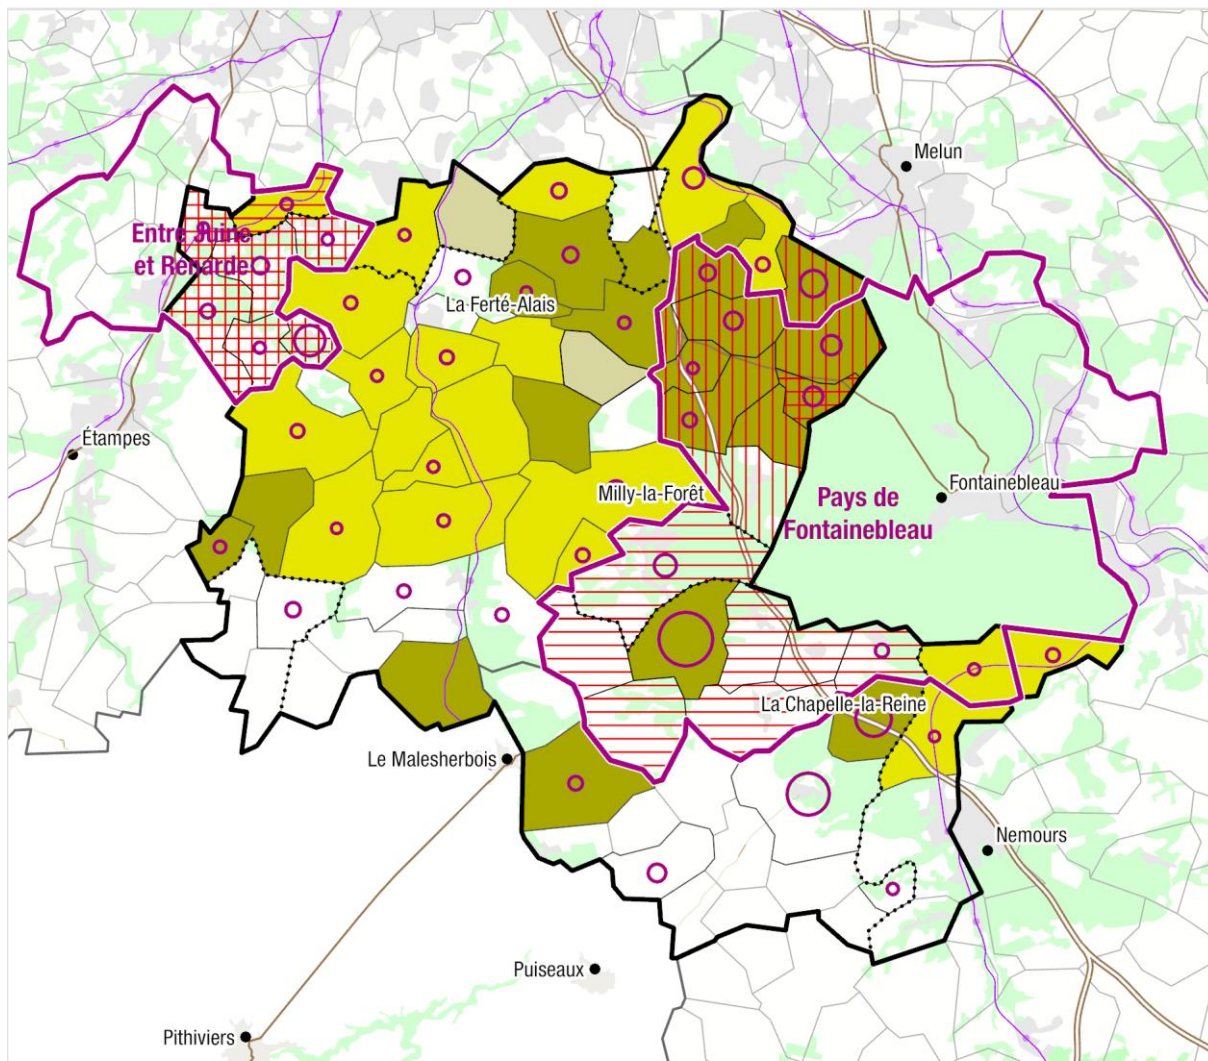 Melun
Entre Juine
et Renarde
La Ferté-Alais
Étampes
Milly-la-Forêt
Fontainebleau
Pays de
Fontainebleau
La Chapelle-la-Reine
Le Malesherbois
Nemours
Puiseaux
Pithiviers